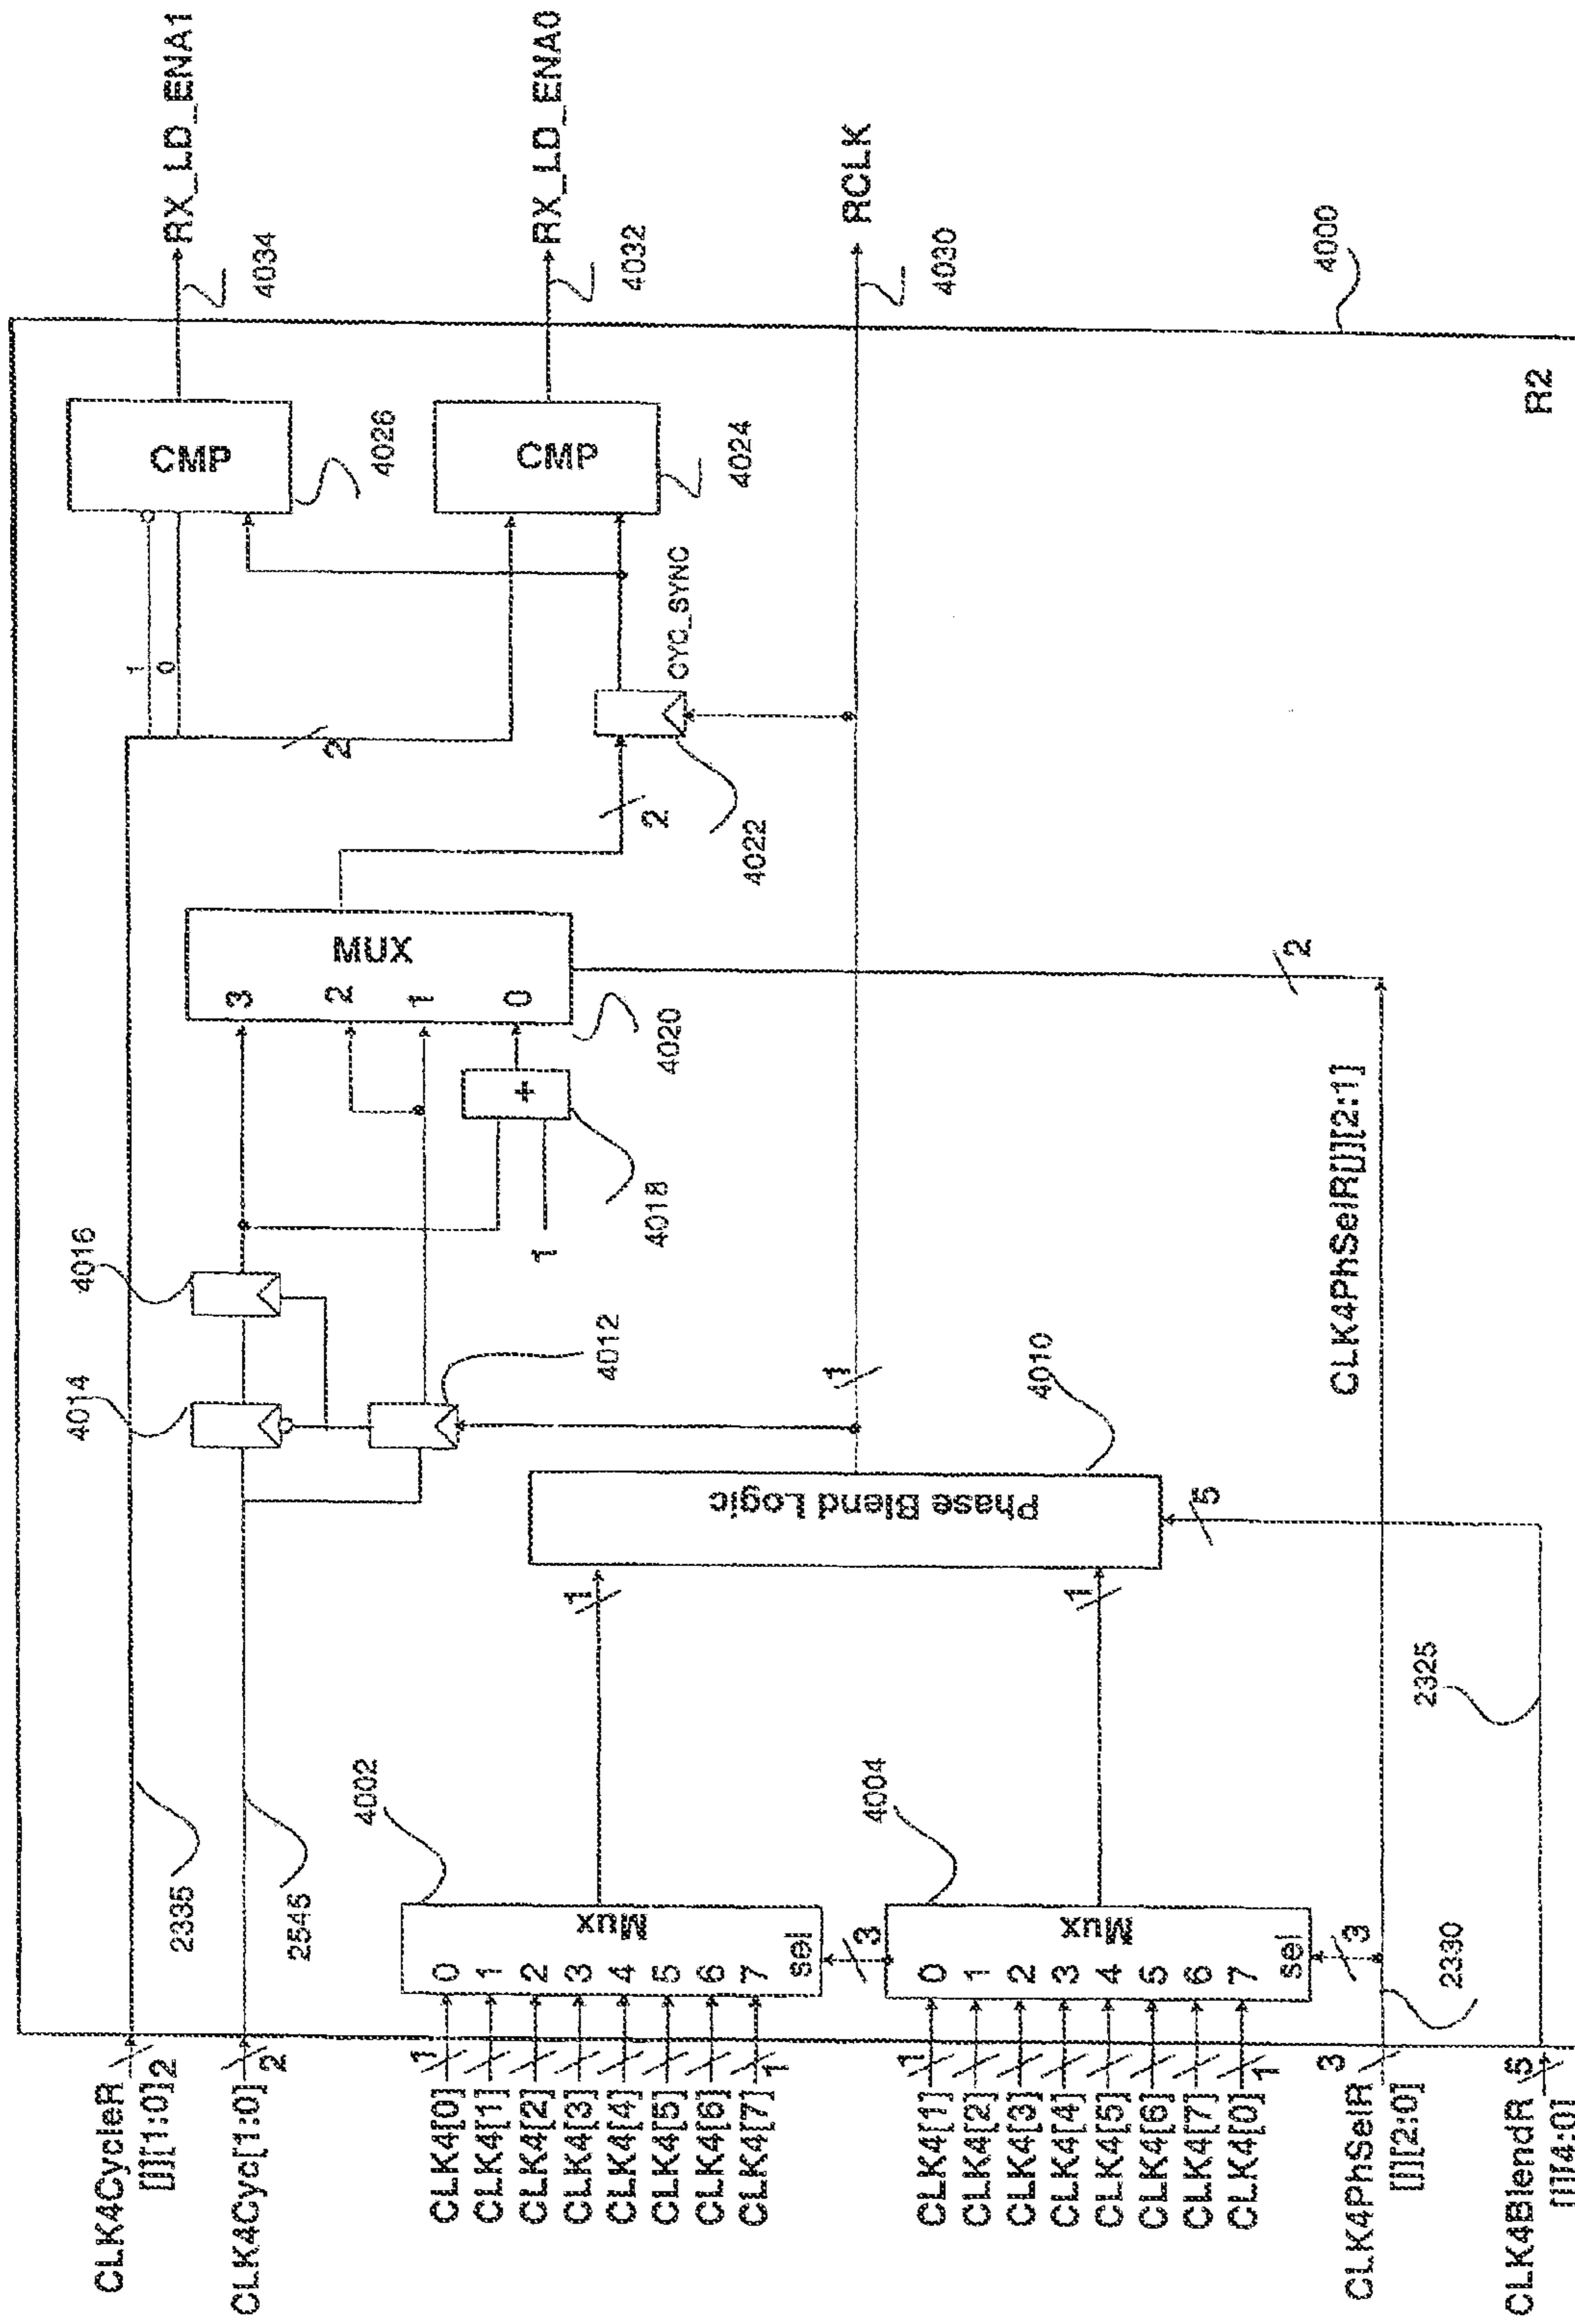 CLK4CycleR
[i][1:0] 2
CLK4Cyc[1:0] 2
2335
2545
1
CLK4[0]
CLK4[1]
CLK4[2]
CLK4[3]
CLK4[4]
CLK4[5]
CLK4[6]
CLK4[7]
1
0
1
2
3
4
5
6
7
Mux
sel
4002
3
1
CLK4[1]
CLK4[2]
CLK4[3]
CLK4[4]
CLK4[5]
CLK4[6]
CLK4[7]
CLK4[0]
1
0
1
2
3
4
5
6
7
Mux
sel
4004
3
CLK4PhSelR 3
[i][2:0]
2330
CLK4BlendR 5
[i][4:0]
2325
1
1
Phase Blend Logic
4010
5
1
4014
4016
4012
1
+
4018
3
2
1
0
MUX
4020
CLK4PhSelR[i][2:1]
2
2
4022
CYC_SYNC
2
1
0
CMP
4026
CMP
4024
4034
RX_LD_ENA1
4032
RX_LD_ENA0
4030
RCLK
4000
R2